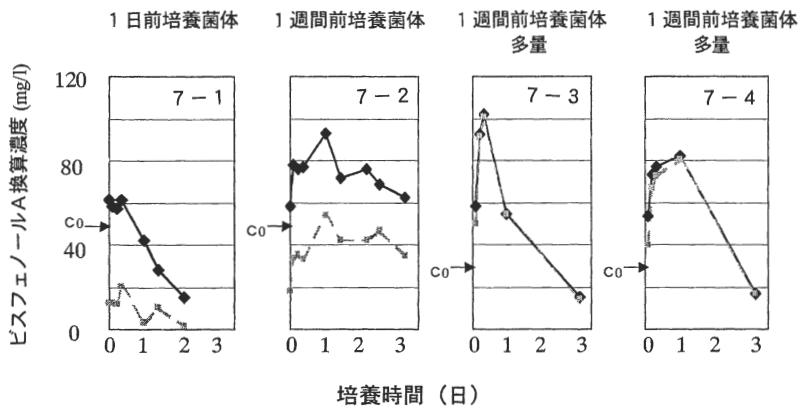 1日前培養菌体
1週間前培養菌体
1週間前培養菌体
多量
1週間前培養菌体
多量
ビスフェノールA換算濃度 (mg/l)
120
80
40
0
7-1
7-2
7-3
7-4
C0
C0
C0
C0
0 1 2 3
0 1 2 3
0 1 2 3
0 1 2 3
培養時間（日）